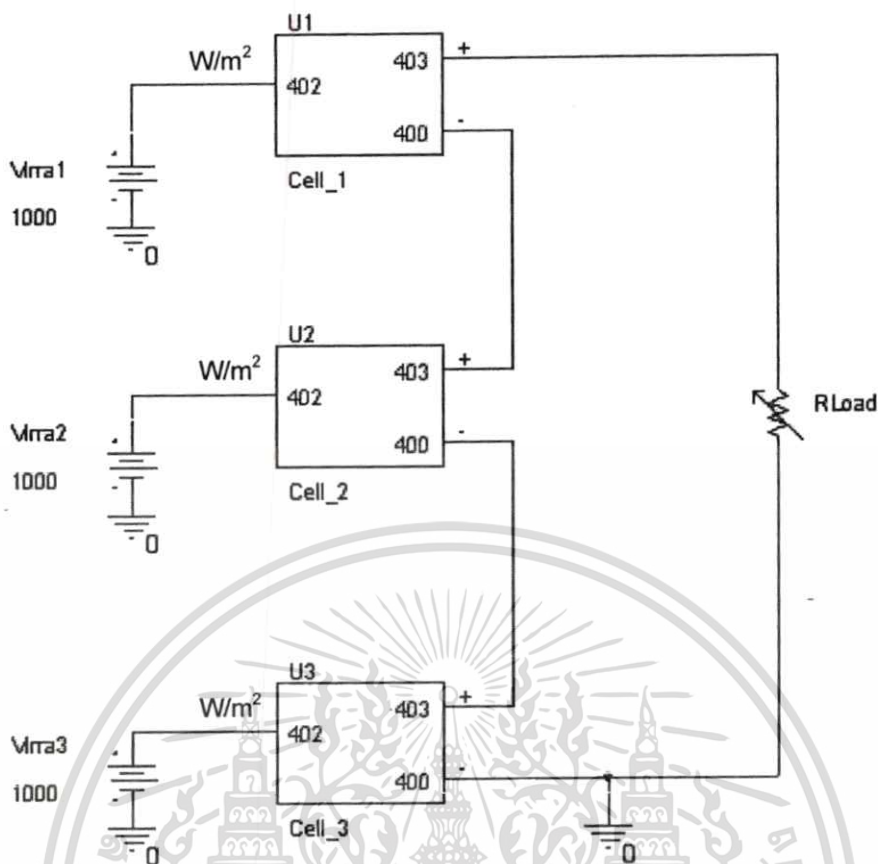 U1
W/m²
+
403
402
-
400
Cell_1
Virra1
1000
0
U2
W/m²
+
403
402
-
400
Cell_2
Virra2
1000
0
RLoad
U3
W/m²
+
403
402
-
400
Cell_3
Virra3
1000
0
0